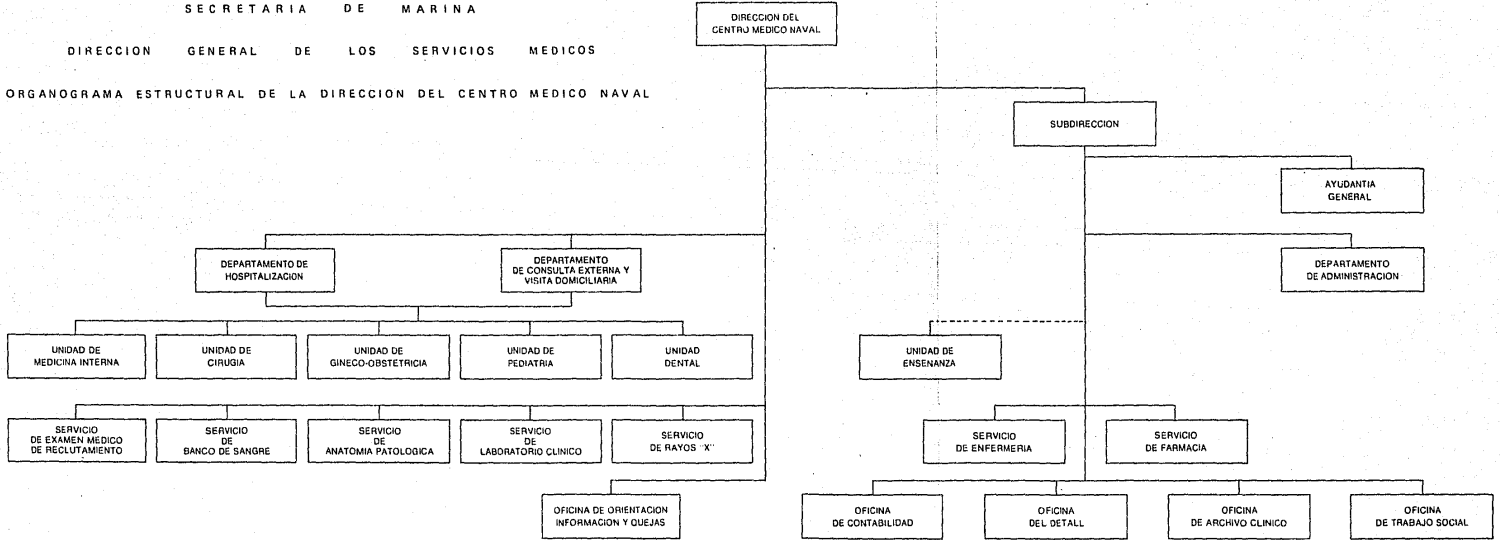 SECRETARIA DE MARINA
DIRECCION GENERAL DE LOS SERVICIOS MEDICOS
ORGANOGRAMA ESTRUCTURAL DE LA DIRECCION DEL CENTRO MEDICO NAVAL
DIRECCION DEL
CENTRO MEDICO NAVAL
SUBDIRECCION
AYUDANTIA
GENERAL
DEPARTAMENTO DE
HOSPITALIZACION
DEPARTAMENTO
DE CONSULTA EXTERNA Y
VISITA DOMICILIARIA
DEPARTAMENTO
DE ADMINISTRACION
UNIDAD DE
MEDICINA INTERNA
UNIDAD DE
CIRUGIA
UNIDAD DE
GINECO-OBSTETRICIA
UNIDAD DE
PEDIATRIA
UNIDAD
DENTAL
UNIDAD DE
ENSENANZA
SERVICIO
DE EXAMEN MEDICO
DE RECLUTAMIENTO
SERVICIO
DE
BANCO DE SANGRE
SERVICIO
DE
ANATOMIA PATOLOGICA
SERVICIO
DE
LABORATORIO CLINICO
SERVICIO
DE RAYOS "X"
SERVICIO
DE ENFERMERIA
SERVICIO
DE FARMACIA
OFICINA DE ORIENTACION
INFORMACION Y QUEJAS
OFICINA
DE CONTABILIDAD
OFICINA
DEL DETALL
OFICINA
DE ARCHIVO CLINICO
OFICINA
DE TRABAJO SOCIAL